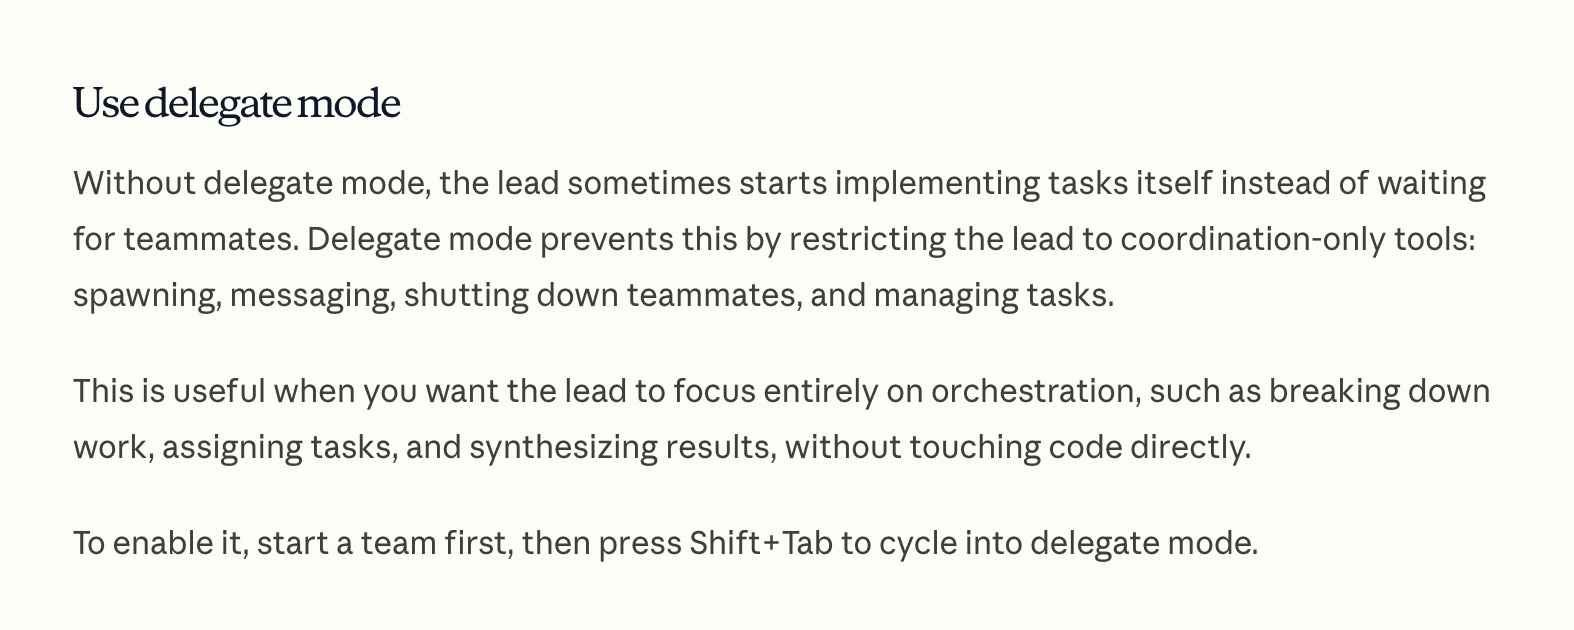 Use delegate mode
Without delegate mode, the lead sometimes starts implementing tasks itself instead of waiting
for teammates. Delegate mode prevents this by restricting the lead to coordination-only tools:
spawning, messaging, shutting down teammates, and managing tasks.
This is useful when you want the lead to focus entirely on orchestration, such as breaking down
work, assigning tasks, and synthesizing results, without touching code directly.
To enable it, start a team first, then press Shift+Tab to cycle into delegate mode.